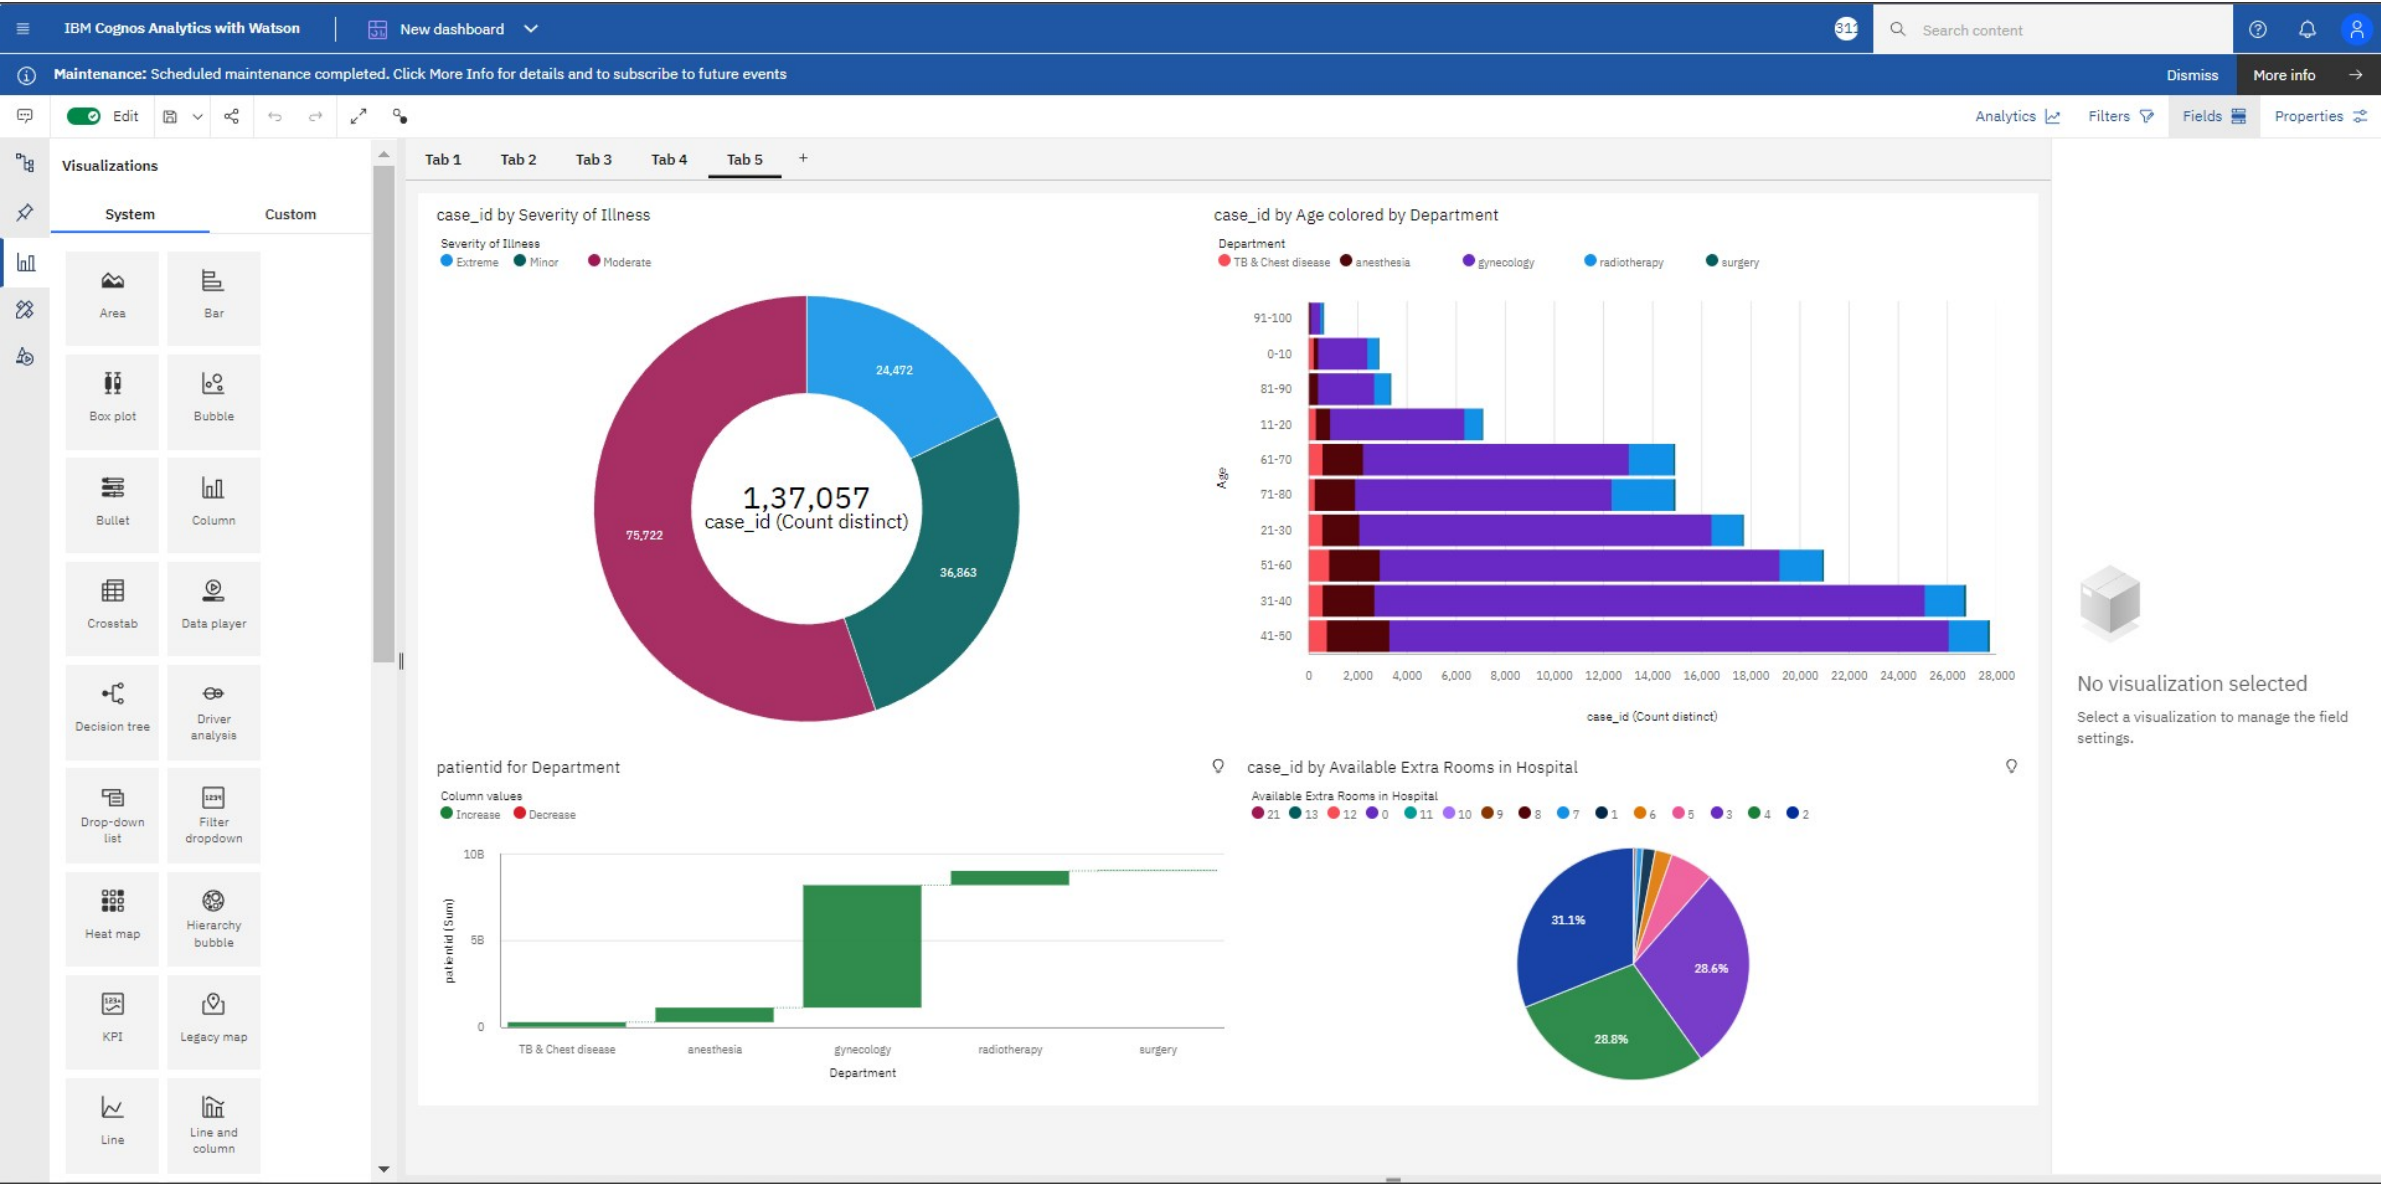 IBM Cognos Analytics with Watson
New dashboard
311
Search content
Maintenance: Scheduled maintenance completed. Click More Info for details and to subscribe to future events
Dismiss
More info
Edit
Analytics
Filters
Fields
Properties
Visualizations
System
Custom
Area
Bar
Box plot
Bubble
Bullet
Column
Crosstab
Data player
Decision tree
Driver
analysis
Drop-down
list
Filter
dropdown
Heat map
Hierarchy
bubble
KPI
Legacy map
Line
Line and
column
Tab 1
Tab 2
Tab 3
Tab 4
Tab 5
case_id by Severity of Illness
Severity of Illness
Extreme
Minor
Moderate
24,472
75,722
36,863
1,37,057
case_id (Count distinct)
case_id by Age colored by Department
Department
TB & Chest disease
anesthesia
gynecology
radiotherapy
surgery
Age
91-100
0-10
81-90
11-20
61-70
71-80
21-30
51-60
31-40
41-50
0
2,000
4,000
6,000
8,000
10,000
12,000
14,000
16,000
18,000
20,000
22,000
24,000
26,000
28,000
case_id (Count distinct)
patientid for Department
Column values
Increase
Decrease
patientid (Sum)
10B
5B
0
TB & Chest disease
anesthesia
gynecology
radiotherapy
surgery
Department
case_id by Available Extra Rooms in Hospital
Available Extra Rooms in Hospital
21
13
12
0
11
10
9
8
7
1
6
5
3
4
2
31.1%
28.6%
28.8%
No visualization selected
Select a visualization to manage the field
settings.